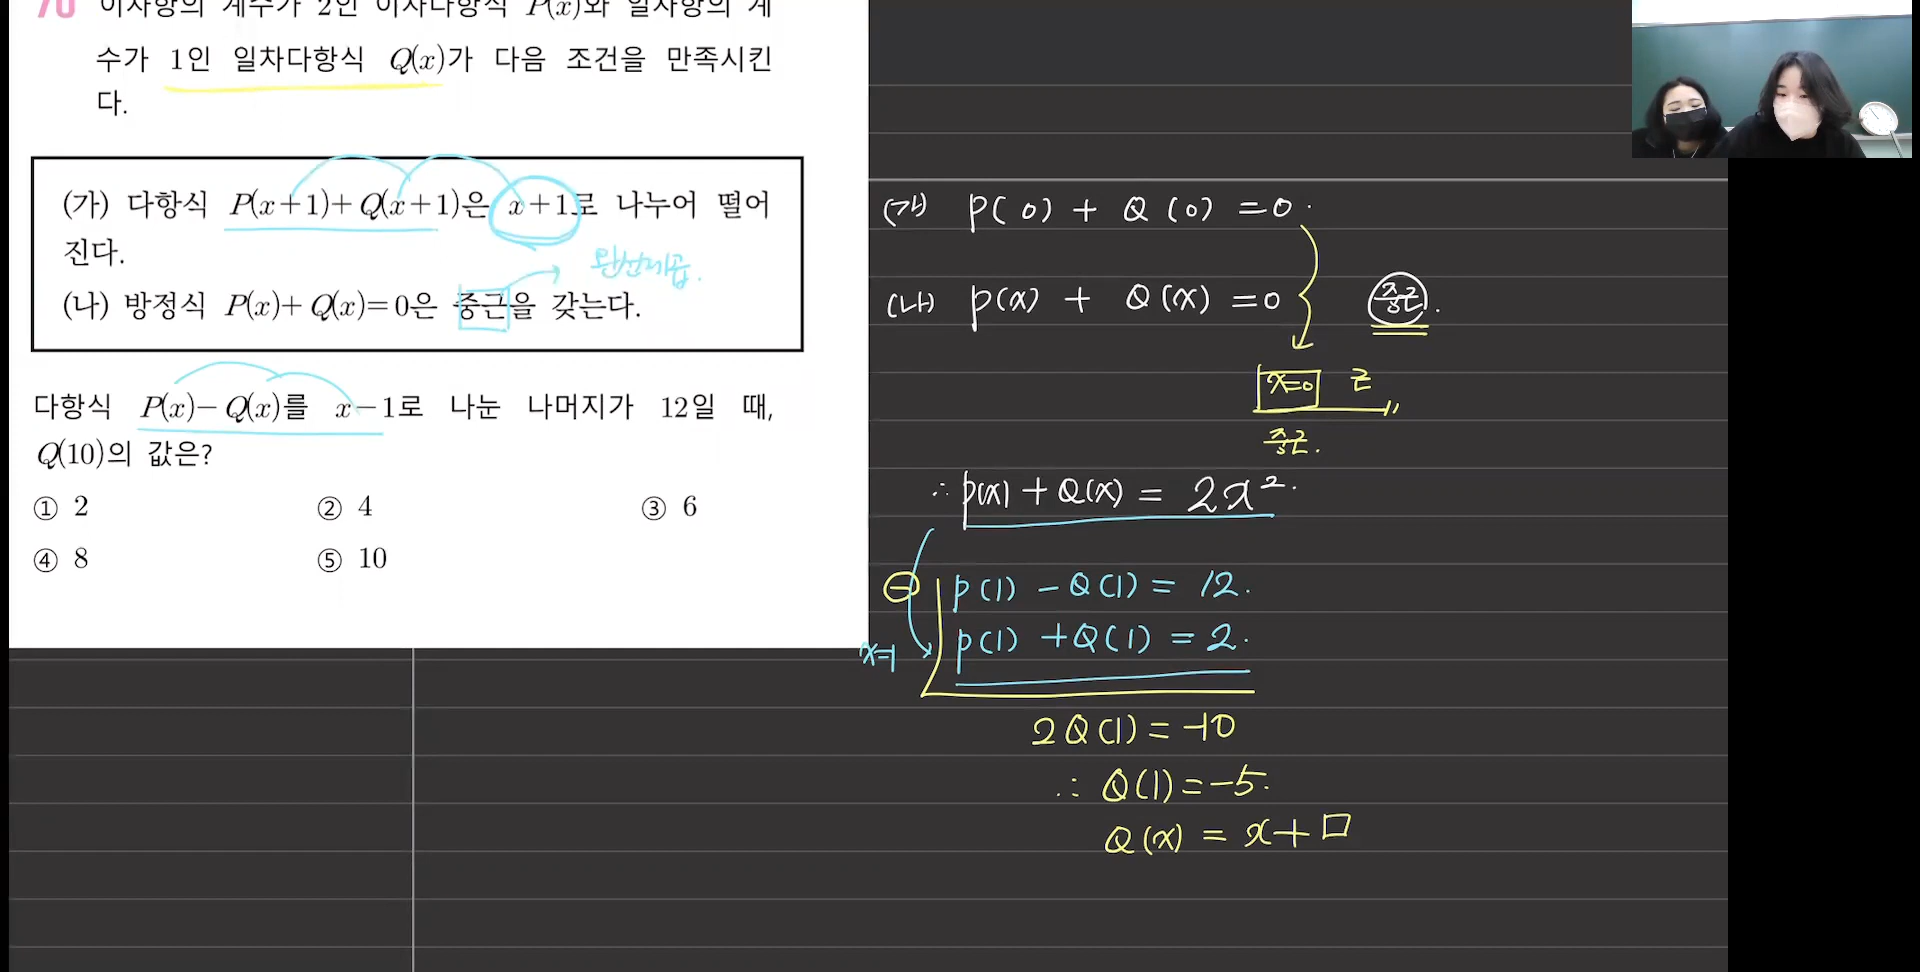 70 이차항의 계수가 2인 이차다항식 P(x)와 일차항의 계
수가 1인 일차다항식 Q(x)가 다음 조건을 만족시킨
다.
(가) 다항식 P(x+1)+Q(x+1)은 x+1로 나누어 떨어
진다.
완전제곱.
(나) 방정식 P(x)+Q(x)=0은 중근을 갖는다.
다항식 P(x)-Q(x)를 x-1로 나눈 나머지가 12일 때,
Q(10)의 값은?
① 2 ② 4 ③ 6
④ 8 ⑤ 10
(가) P(0) + Q(0) = 0.
(나) P(x) + Q(x) = 0 중근.
x=0 근
중근.
∴ P(x) + Q(x) = 2x².
⊖ P(1) - Q(1) = 12.
x=1 P(1) + Q(1) = 2.
2Q(1) = -10
∴ Q(1) = -5.
Q(x) = x + □